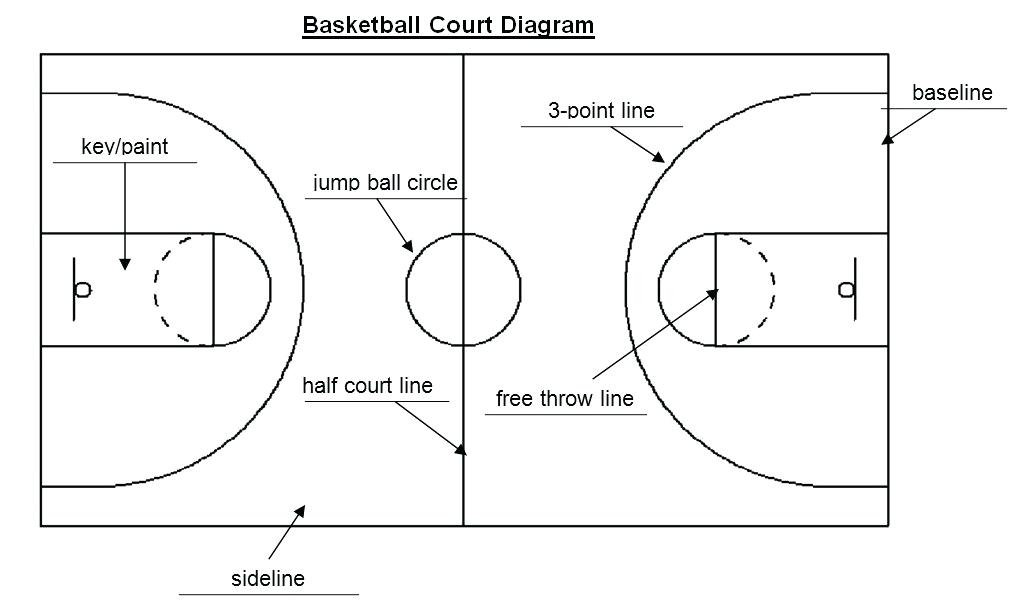 Basketball Court Diagram
baseline
3-point line
key/paint
jump ball circle
half court line
free throw line
sideline